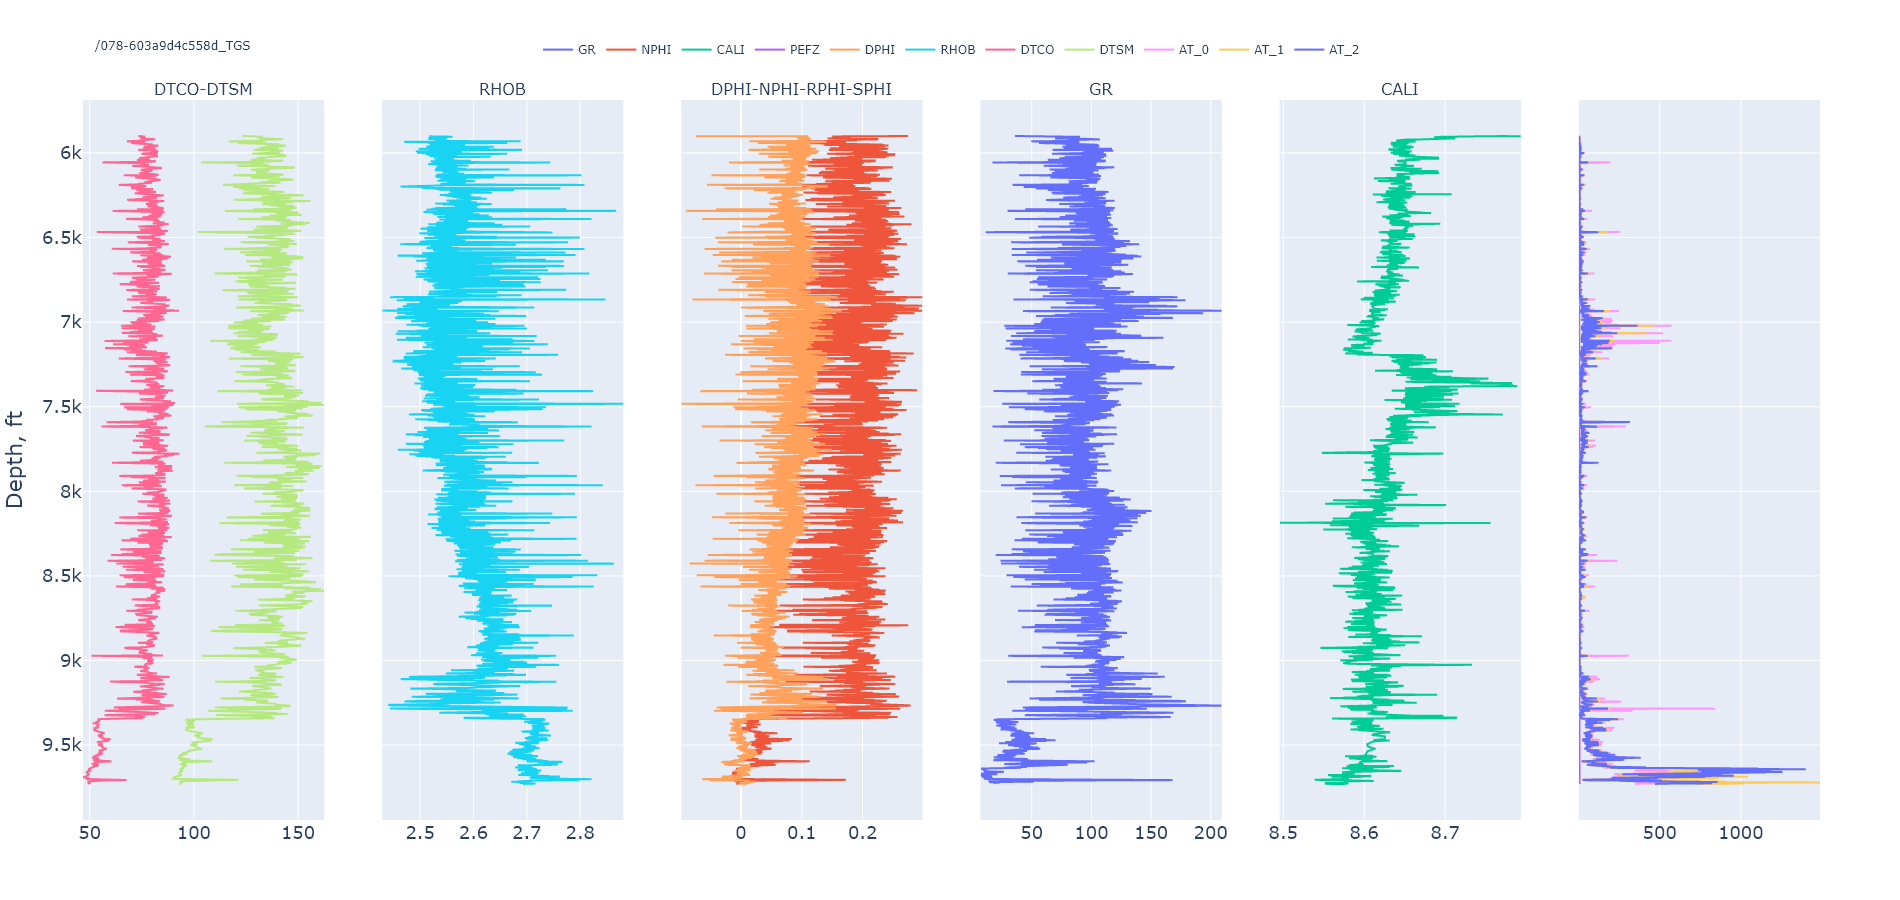 /078-603a9d4c558d_TGS
GR NPHI CALI PEFZ DPHI RHOB DTCO DTSM AT_0 AT_1 AT_2
DTCO-DTSM RHOB DPHI-NPHI-RPHI-SPHI GR CALI
Depth, ft
6k
6.5k
7k
7.5k
8k
8.5k
9k
9.5k
50 100 150 2.5 2.6 2.7 2.8 0 0.1 0.2 50 100 150 200 8.5 8.6 8.7 500 1000